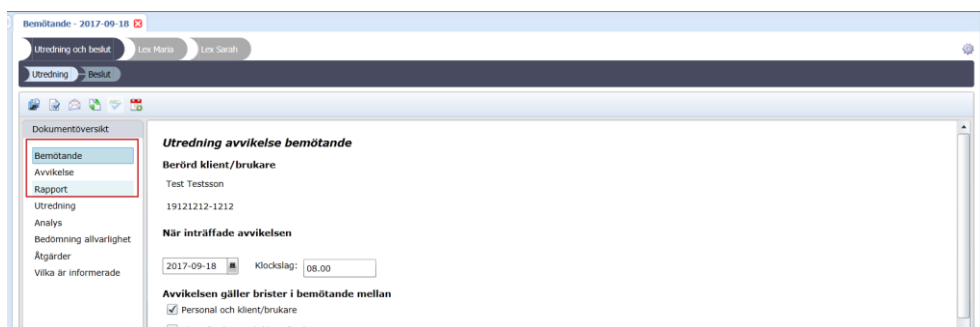 Bemötande - 2017-09-18
Utredning och beslut Lex Maria Lex Sarah
Utredning Beslut
Dokumentöversikt
Bemötande
Avvikelse
Rapport
Utredning
Analys
Bedömning allvarlighet
Åtgärder
Vilka är informerade
Utredning avvikelse bemötande
Berörd klient/brukare
Test Testsson
19121212-1212
När inträffade avvikelsen
2017-09-18 Klockslag: 08.00
Avvikelsen gäller brister i bemötande mellan
Personal och klient/brukare